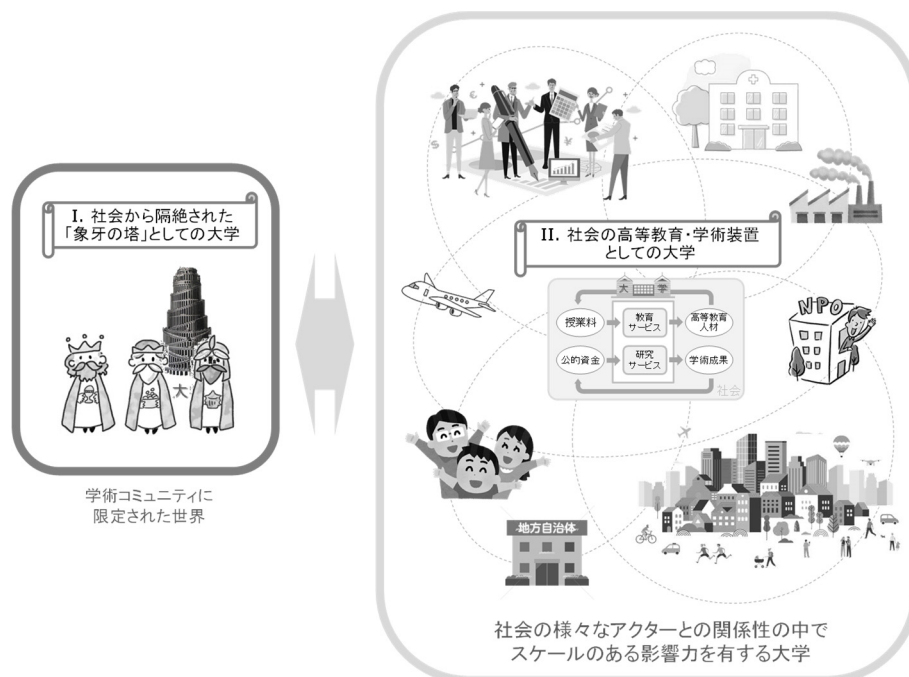 I. 社会から隔絶された
「象牙の塔」としての大学
大
学術コミュニティに
限定された世界
II. 社会の高等教育・学術装置
としての大学
大 学
授業料
教育
サービス
高等教育
人材
公的資金
研究
サービス
学術成果
社会
NPO
地方自治体
社会の様々なアクターとの関係性の中で
スケールのある影響力を有する大学